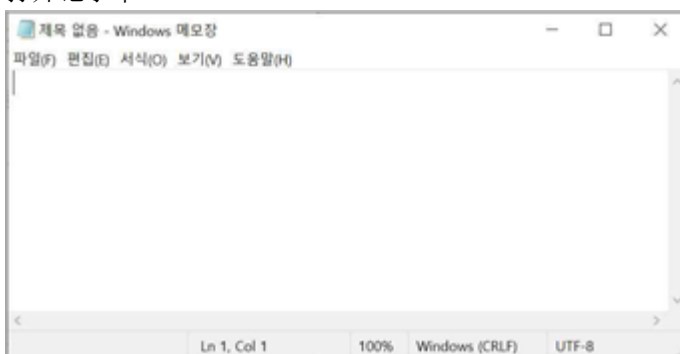 제목 없음 - Windows 메모장
파일(F) 편집(E) 서식(O) 보기(V) 도움말(H)
Ln 1, Col 1 100% Windows (CRLF) UTF-8